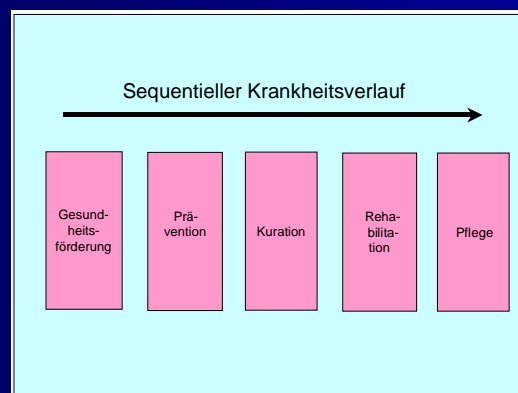 Sequentieller Krankheitsverlauf
Gesund-
heits-
förderung
Prä-
vention
Kuration
Reha-
bilita-
tion
Pflege